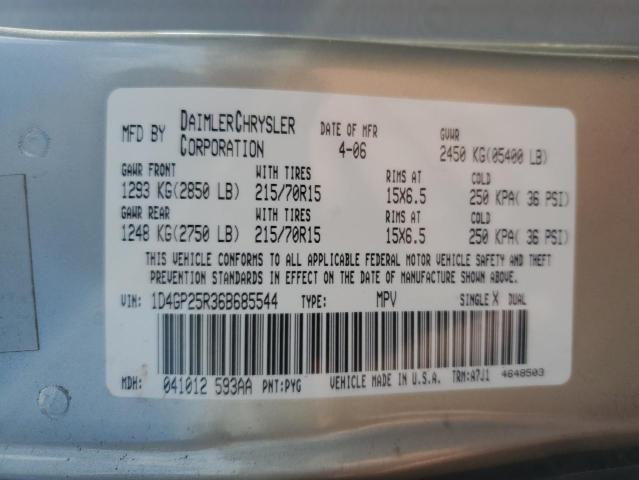 MFD BY DAIMLERCHRYSLER CORPORATION DATE OF MFR 4-06 GVWR 2450 KG(05400 LB)
GAWR FRONT WITH TIRES RIMS AT COLD
1293 KG(2850 LB) 215/70R15 15X6.5 250 KPA( 36 PSI)
GAWR REAR WITH TIRES RIMS AT COLD
1248 KG(2750 LB) 215/70R15 15X6.5 250 KPA( 36 PSI)
THIS VEHICLE CONFORMS TO ALL APPLICABLE FEDERAL MOTOR VEHICLE SAFETY AND THEFT
PREVENTION STANDARDS IN EFFECT ON THE DATE OF MANUFACTURE SHOWN ABOVE.
VIN: 1D4GP25R36B685544 TYPE: MPV SINGLE X DUAL
MDH: 041012 593AA PNT:PYG VEHICLE MADE IN U.S.A. TRM:A7J1 4648503